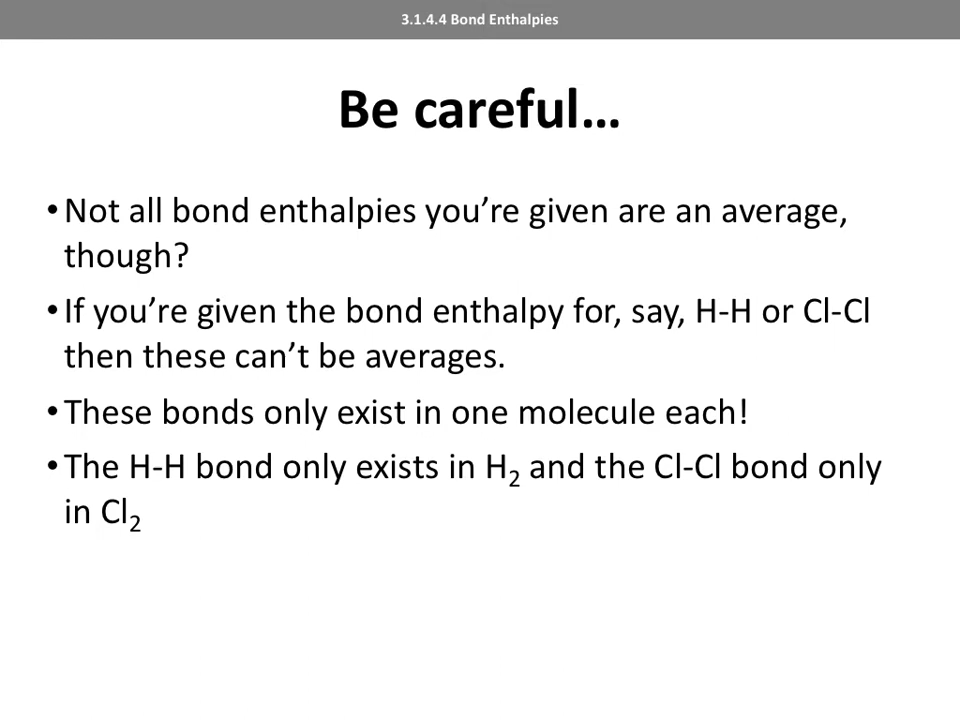 3.1.4.4 Bond Enthalpies
Be careful…
•Not all bond enthalpies you’re given are an average,
though?
•If you’re given the bond enthalpy for, say, H-H or Cl-Cl
then these can’t be averages.
•These bonds only exist in one molecule each!
•The H-H bond only exists in H₂ and the Cl-Cl bond only
in Cl₂